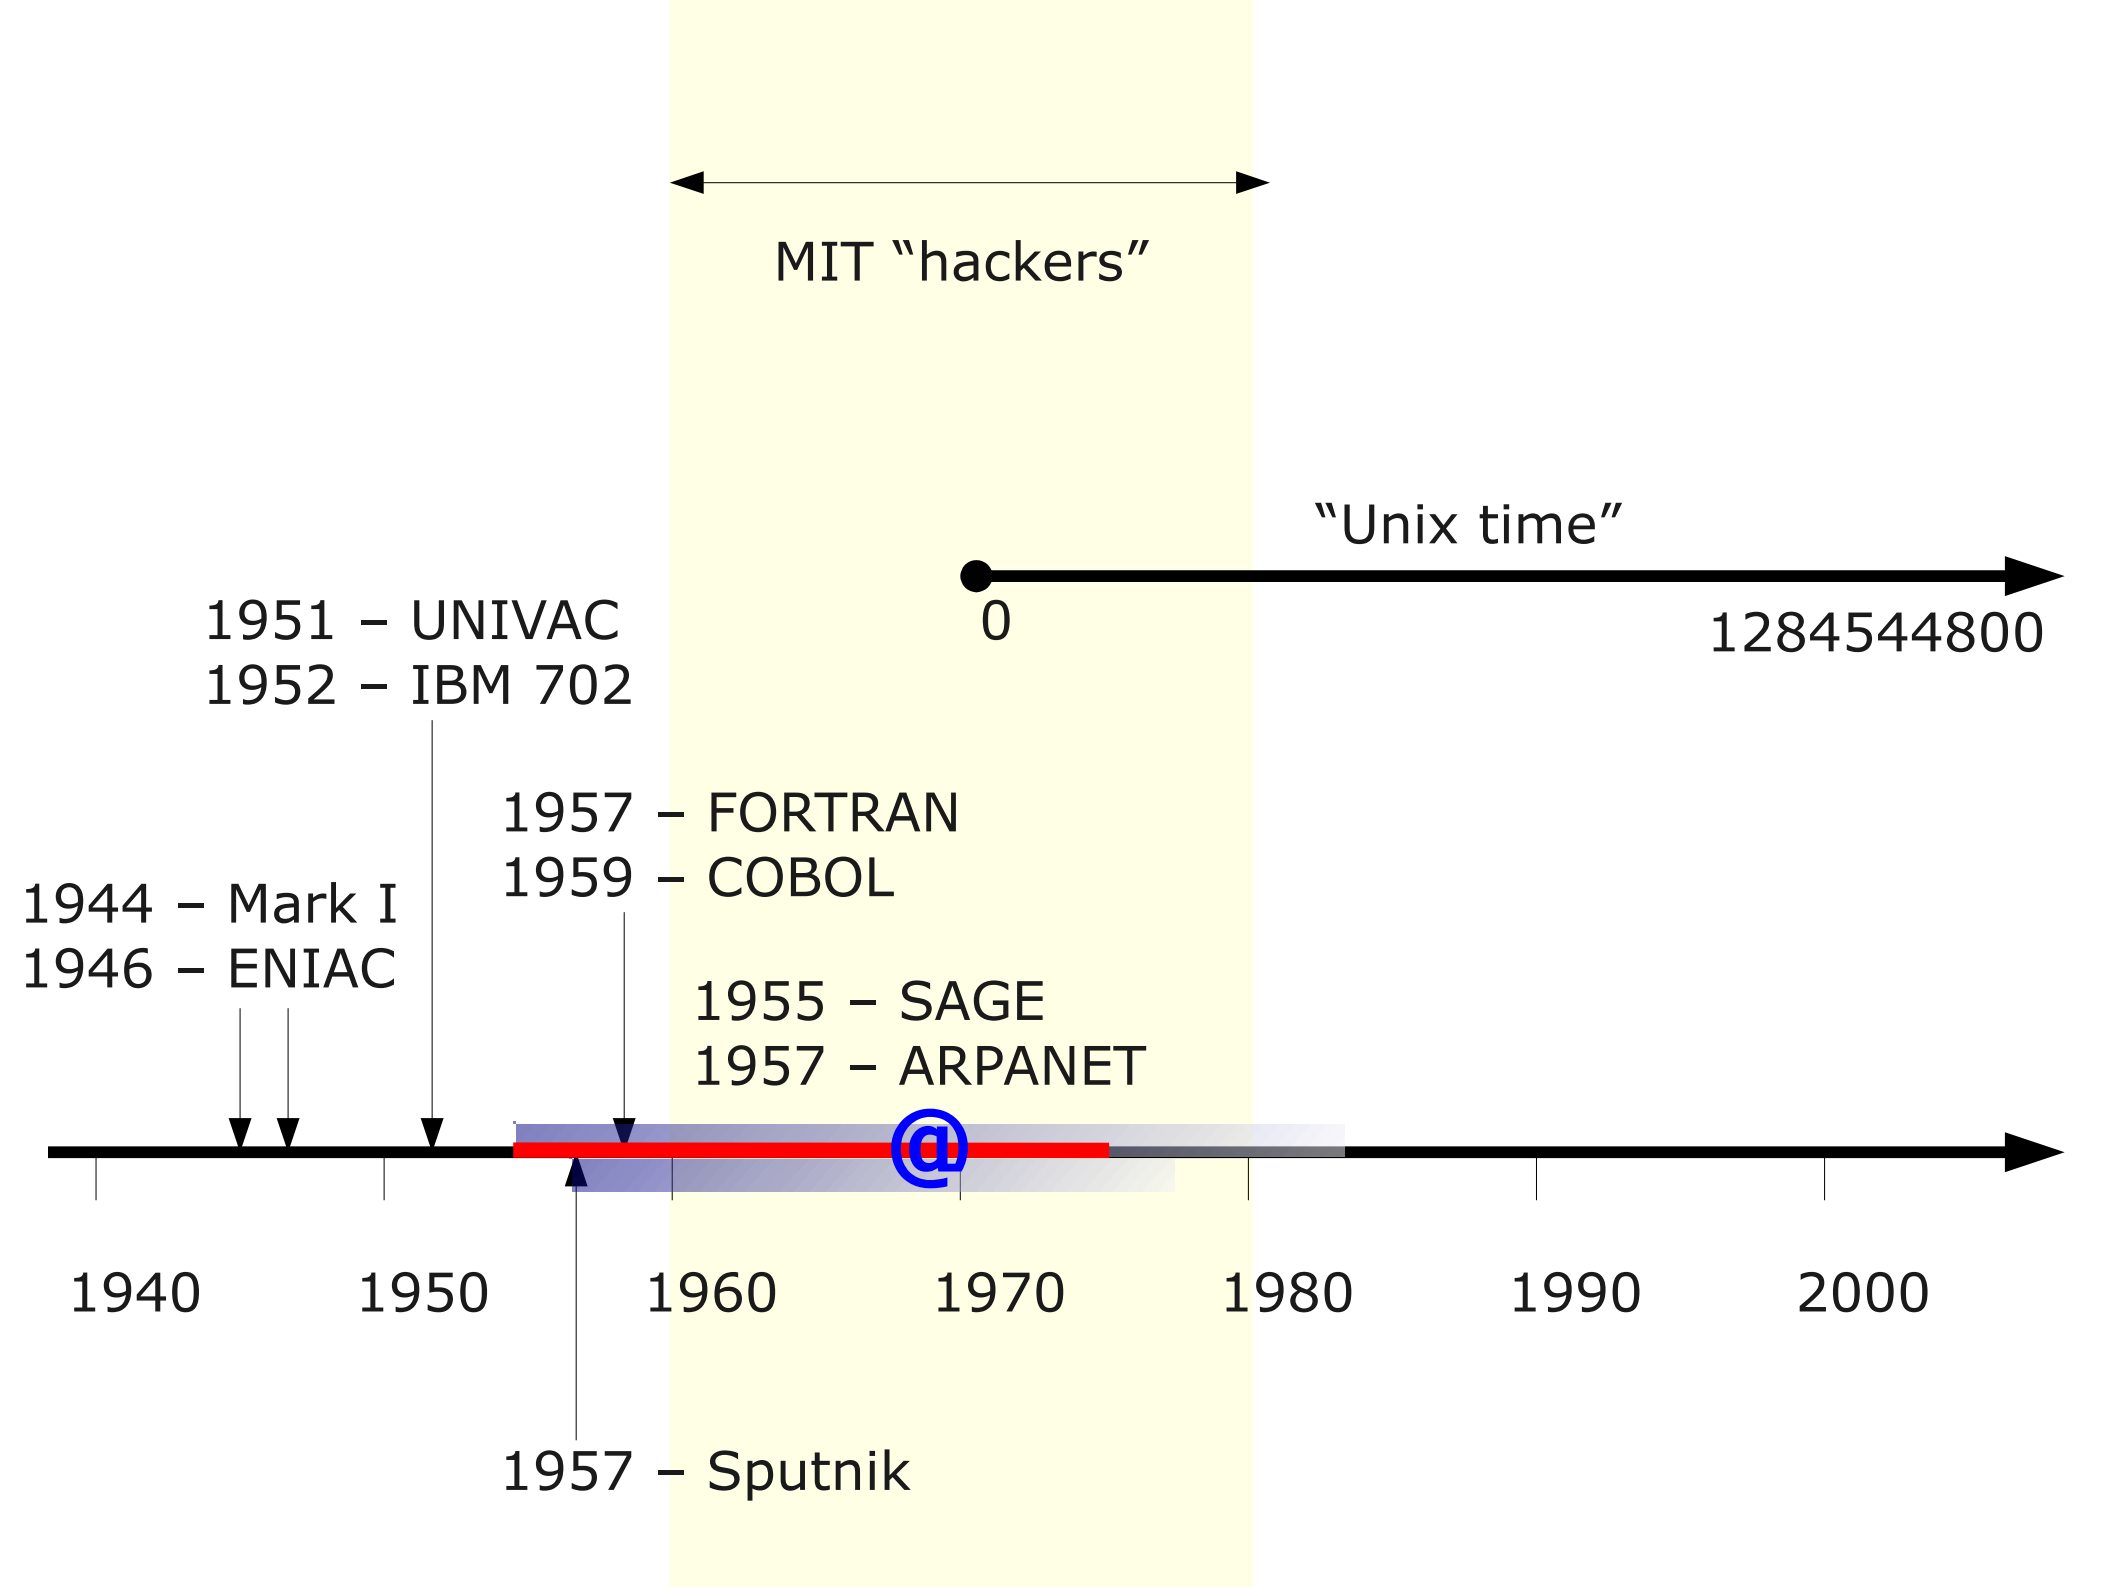 MIT “hackers”
“Unix time”
0
1284544800
1951 – UNIVAC
1952 – IBM 702
1957 – FORTRAN
1959 – COBOL
1944 – Mark I
1946 – ENIAC
1955 – SAGE
1957 – ARPANET
@
1940
1950
1960
1970
1980
1990
2000
1957 – Sputnik